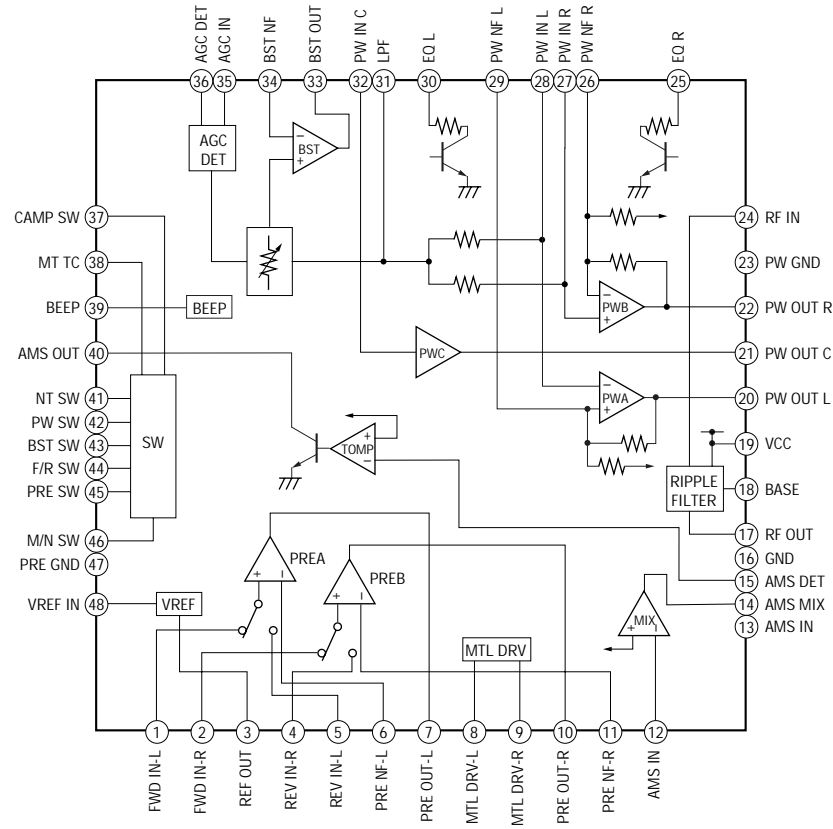 AGC DET
AGC IN
BST NF
BST OUT
PW IN C
LPF
EQ L
PW NF L
PW IN L
PW IN R
PW NF R
EQ R
36
35
34
33
32
31
30
29
28
27
26
25
AGC
DET
–
+
BST
CAMP SW 37
MT TC 38
BEEP 39
BEEP
AMS OUT 40
NT SW 41
PW SW 42
BST SW 43
F/R SW 44
PRE SW 45
M/N SW 46
PRE GND 47
VREF IN 48
SW
VREF
24 RF IN
23 PW GND
22 PW OUT R
21 PW OUT C
20 PW OUT L
19 VCC
18 BASE
17 RF OUT
16 GND
15 AMS DET
14 AMS MIX
13 AMS IN
–
+
PWB
PWC
–
+
PWA
+
–
TOMP
RIPPLE
FILTER
PREA
+ –
PREB
+ –
MIX
+ –
MTL DRV
1
2
3
4
5
6
7
8
9
10
11
12
FWD IN-L
FWD IN-R
REF OUT
REV IN-R
REV IN-L
PRE NF-L
PRE OUT-L
MTL DRV-L
MTL DRV-R
PRE OUT-R
PRE NF-R
AMS IN